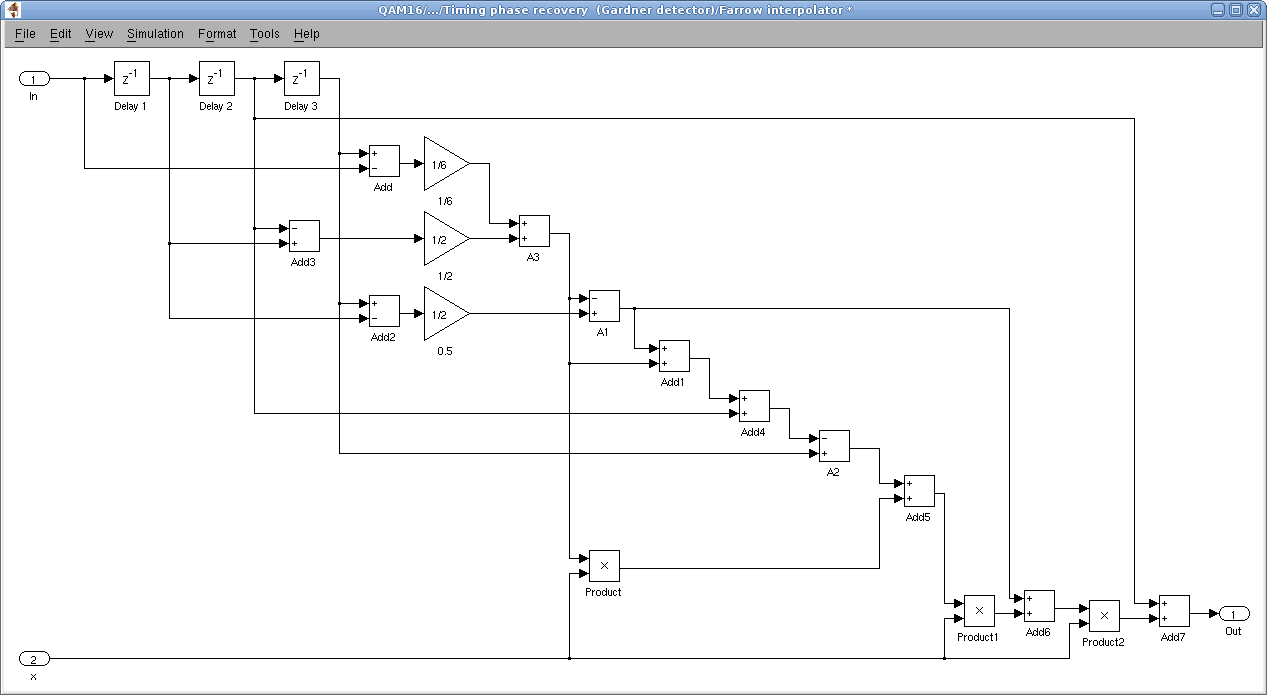 QAM16/.../Timing phase recovery (Gardner detector)/Farrow interpolator *
File Edit View Simulation Format Tools Help
1 z-1 z-1 z-1
In Delay 1 Delay 2 Delay 3
+
− 1/6
Add
1/6
+
− +
+ 1/2
Add3 A3
1/2
−
+
− 1/2 +
Add2 A1
0.5
+
+
Add1
+
+
Add4
−
+
A2
+
+
Add5
×
Product
+
+
× × +
+ 1
Product1 Add6 Product2 Add7 Out
2
x